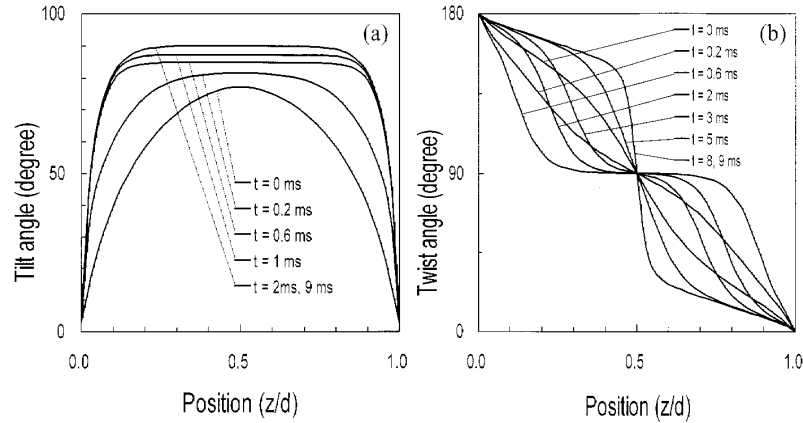 100
(a)
50
0
Tilt angle (degree)
t = 0 ms
t = 0.2 ms
t = 0.6 ms
t = 1 ms
t = 2ms, 9 ms
0.0
0.5
1.0
Position (z/d)
180
(b)
90
0
Twist angle (degree)
t = 0 ms
t = 0.2 ms
t = 0.6 ms
t = 2 ms
t = 3 ms
t = 5 ms
t = 8, 9 ms
0.0
0.5
1.0
Position (z/d)